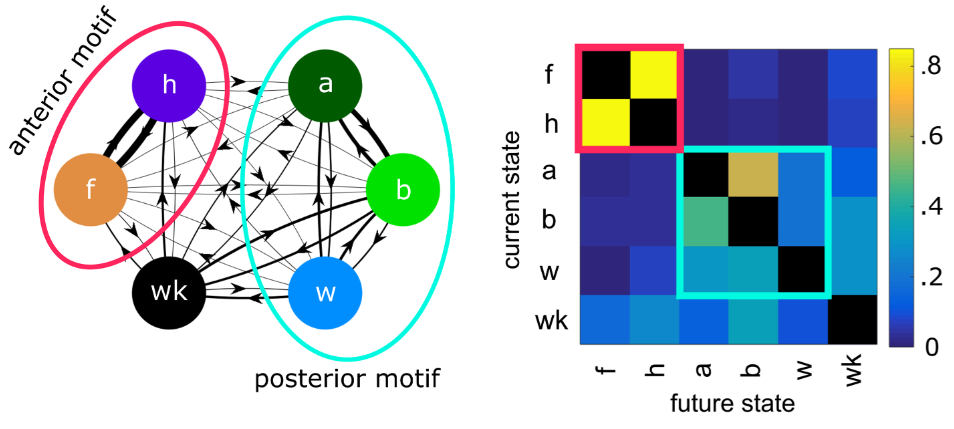 anterior motif
h
a
f
b
wk
w
posterior motif
current state
f
h
a
b
w
wk
f
h
a
b
w
wk
future state
.8
.6
.4
.2
0